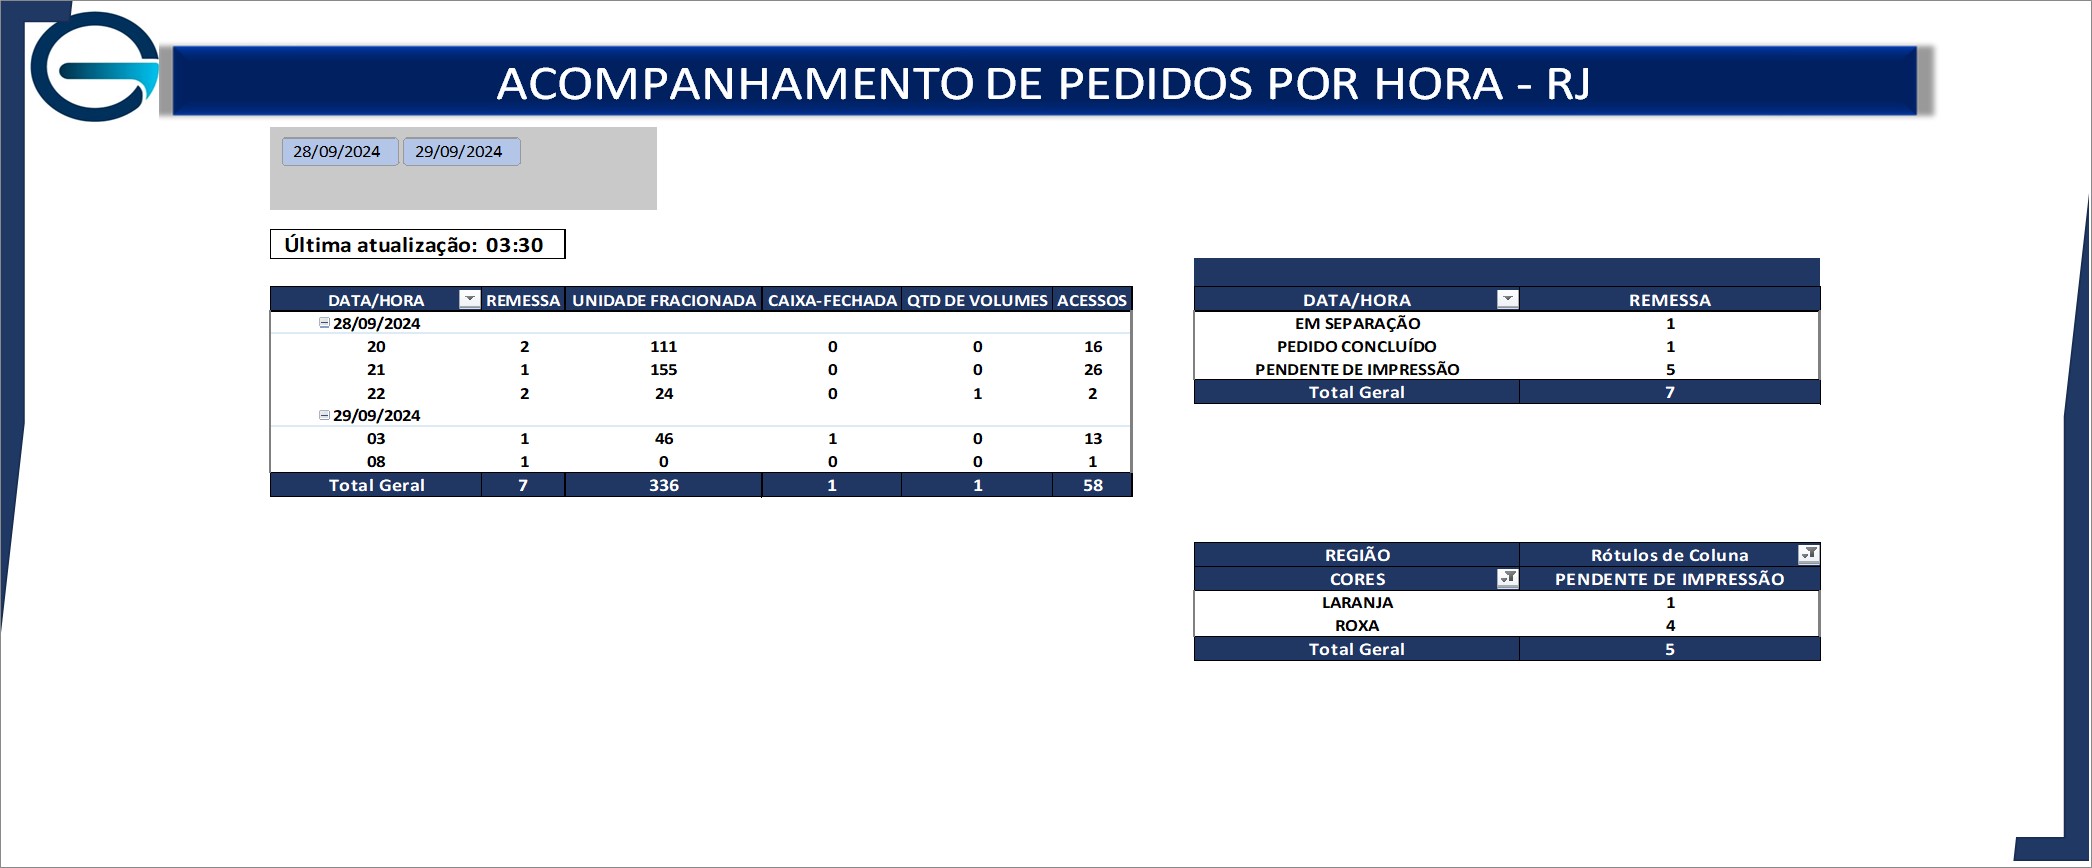 ACOMPANHAMENTO DE PEDIDOS POR HORA - RJ
28/09/2024 29/09/2024
Última atualização: 03:30
DATA/HORA REMESSA UNIDADE FRACIONADA CAIXA-FECHADA QTD DE VOLUMES ACESSOS
28/09/2024
20 2 111 0 0 16
21 1 155 0 0 26
22 2 24 0 1 2
29/09/2024
03 1 46 1 0 13
08 1 0 0 0 1
Total Geral 7 336 1 1 58
DATA/HORA REMESSA
EM SEPARAÇÃO 1
PEDIDO CONCLUÍDO 1
PENDENTE DE IMPRESSÃO 5
Total Geral 7
REGIÃO Rótulos de Coluna
CORES PENDENTE DE IMPRESSÃO
LARANJA 1
ROXA 4
Total Geral 5